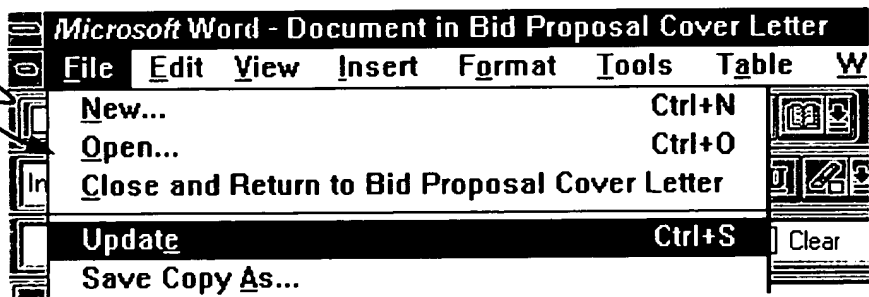 Microsoft Word - Document in Bid Proposal Cover Letter
File Edit View Insert Format Tools Table W
New... Ctrl+N
Open... Ctrl+O
In Close and Return to Bid Proposal Cover Letter
Update Ctrl+S Clear
Save Copy As...